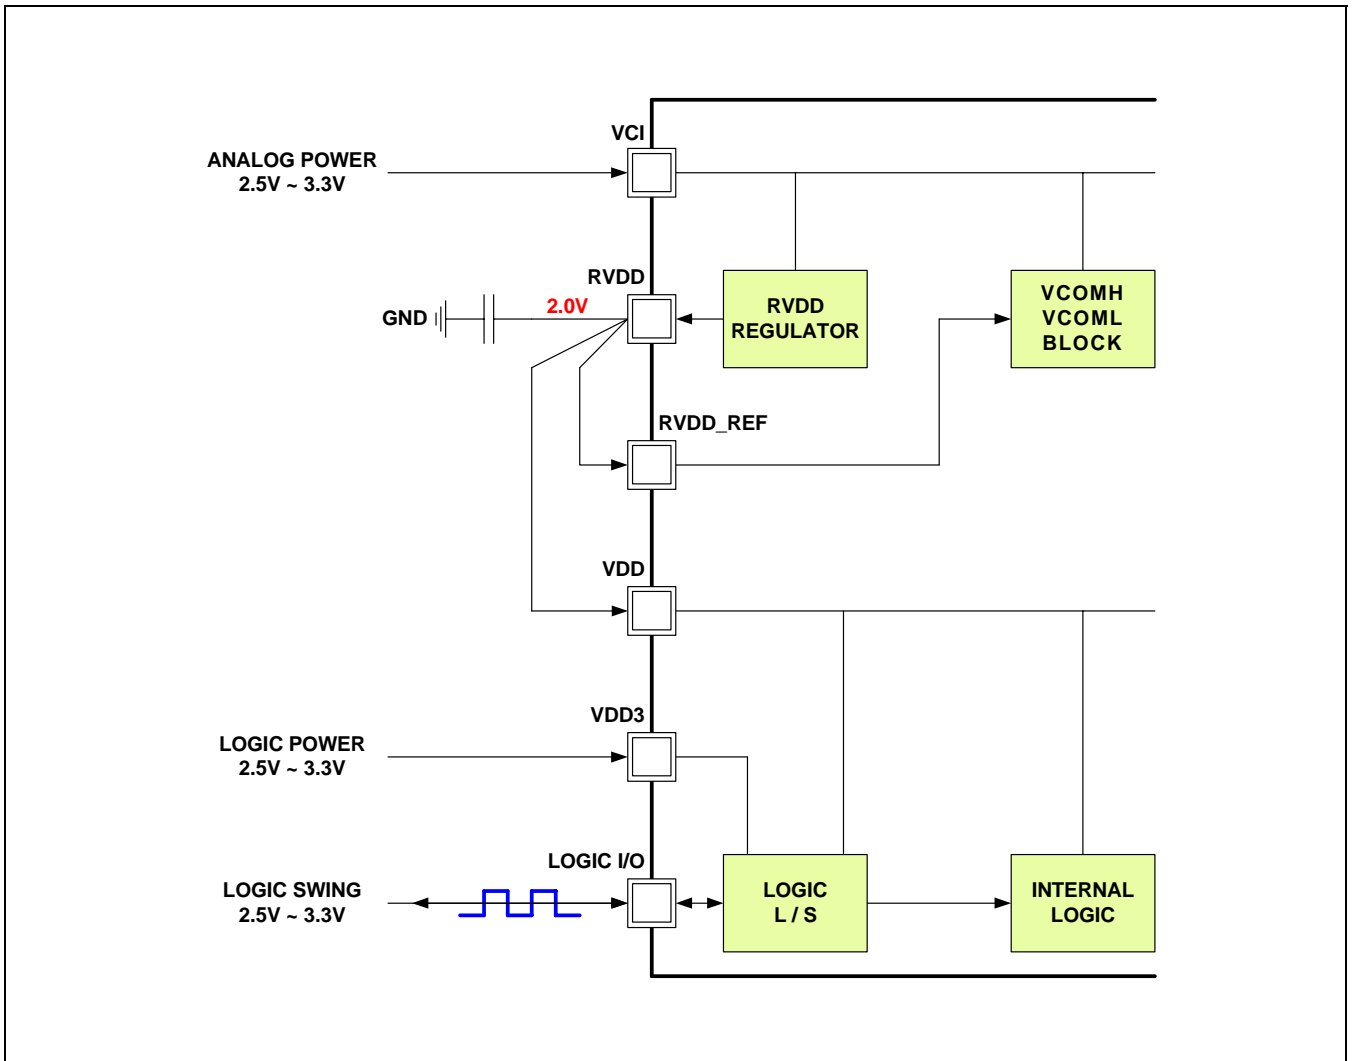 VCI
ANALOG POWER
2.5V ~ 3.3V
RVDD
2.0V
GND
RVDD
REGULATOR
VCOMH
VCOML
BLOCK
RVDD_REF
VDD
VDD3
LOGIC POWER
2.5V ~ 3.3V
LOGIC I/O
LOGIC SWING
2.5V ~ 3.3V
LOGIC
L / S
INTERNAL
LOGIC